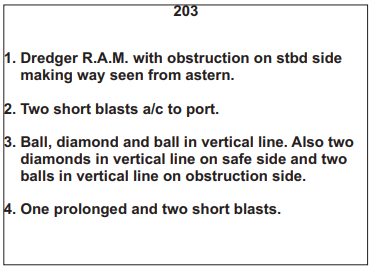 203
1. Dredger R.A.M. with obstruction on stbd side
making way seen from astern.
2. Two short blasts a/c to port.
3. Ball, diamond and ball in vertical line. Also two
diamonds in vertical line on safe side and two
balls in vertical line on obstruction side.
4. One prolonged and two short blasts.